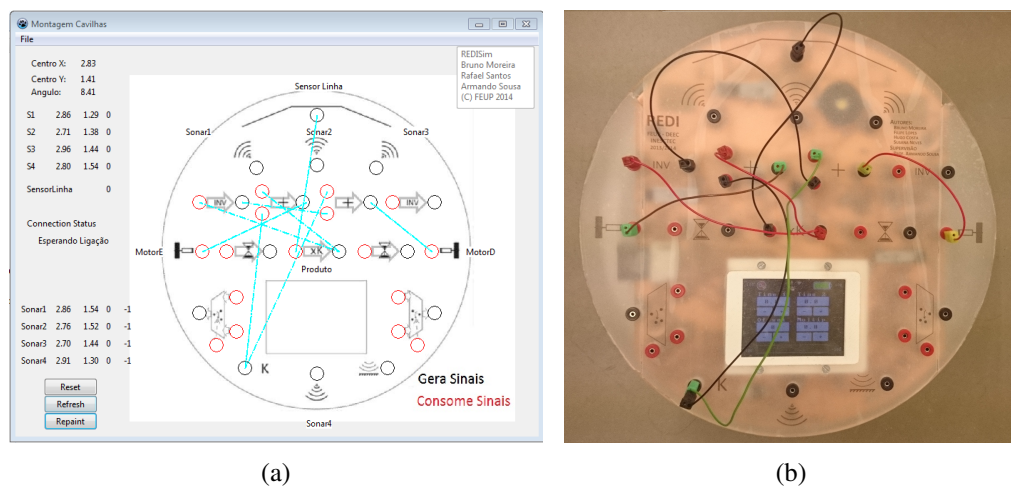 Montagem Cavilhas
File
Centro X: 2.83
Centro Y: 1.41
Angulo: 8.41
S1 2.86 1.29 0
S2 2.71 1.38 0
S3 2.96 1.44 0
S4 2.80 1.54 0
SensorLinha 0
Connection Status
Esperando Ligação
Sonar1 2.86 1.54 0 -1
Sonar2 2.76 1.52 0 -1
Sonar3 2.70 1.44 0 -1
Sonar4 2.91 1.30 0 -1
Reset
Refresh
Repaint
REDISim
Bruno Moreira
Rafael Santos
Armando Sousa
(C) FEUP 2014
Sensor Linha
Sonar1
Sonar2
Sonar3
INV
+
+
INV
MotorE
xK
MotorD
Produto
K
Gera Sinais
Consome Sinais
Sonar4
REDI
INV
+
+
INV
K
(a)
(b)